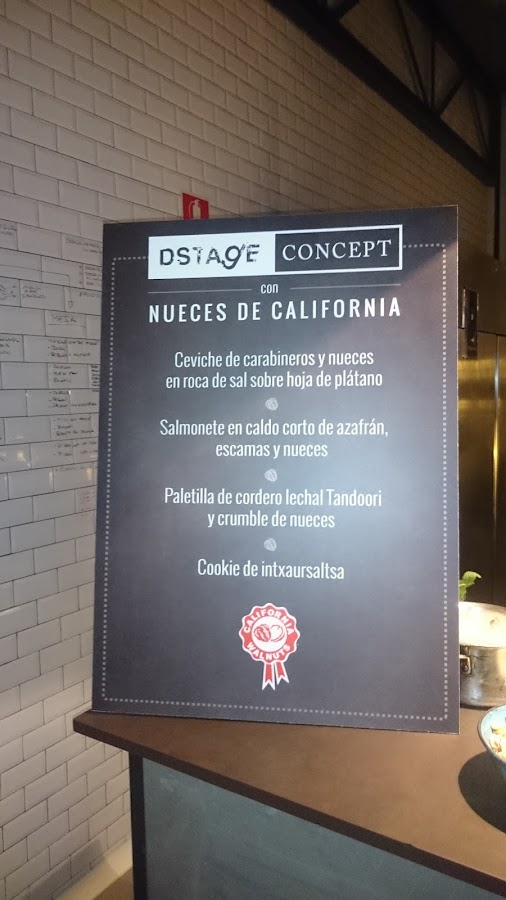 DSTAgE CONCEPT
con
NUECES DE CALIFORNIA
Ceviche de carabineros y nueces
en roca de sal sobre hoja de plátano
Salmonete en caldo corto de azafrán,
escamas y nueces
Paletilla de cordero lechal Tandoori
y crumble de nueces
Cookie de intxaursaltsa
CALIFORNIA
WALNUTS